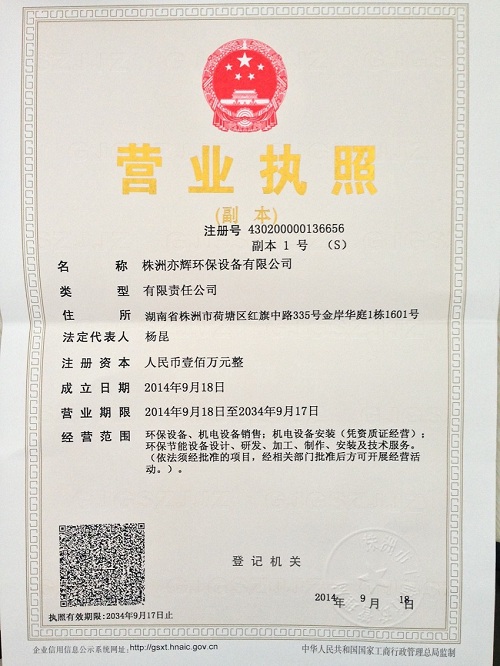 营业执照
(副 本)
注册号 430200000136656
副本 1 号 (S)
名 称 株洲亦辉环保设备有限公司
类 型 有限责任公司
住 所 湖南省株洲市荷塘区红旗中路335号金岸华庭1栋1601号
法定代表人 杨昆
注册资本 人民币壹佰万元整
成立日期 2014年9月18日
营业期限 2014年9月18日至2034年9月17日
经营范围 环保设备、机电设备销售；机电设备安装（凭资质证经营）；
环保节能设备设计、研发、加工、制作、安装及技术服务。
（依法须经批准的项目，经相关部门批准后方可开展经营活
动。）。
登记机关
2014年 9月 18日
执照有效期限:2034年9月17日止
企业信用信息公示系统网址: http://gsxt.hnaic.gov.cn
中华人民共和国国家工商行政管理总局监制